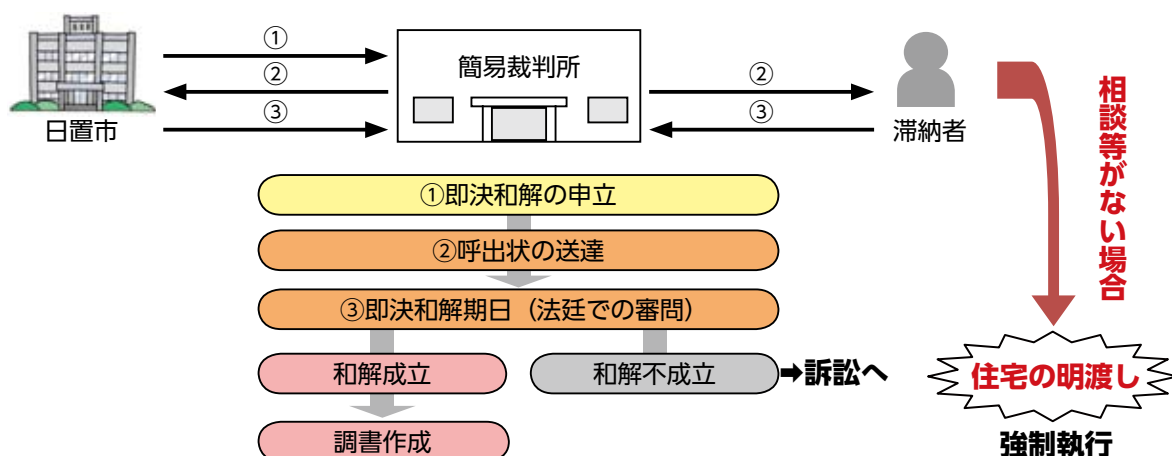 ①
②
③
日置市
簡易裁判所
②
③
滞納者
相談等がない場合
①即決和解の申立
②呼出状の送達
③即決和解期日（法廷での審問）
和解成立
和解不成立
➡訴訟へ
調書作成
住宅の明渡し
強制執行